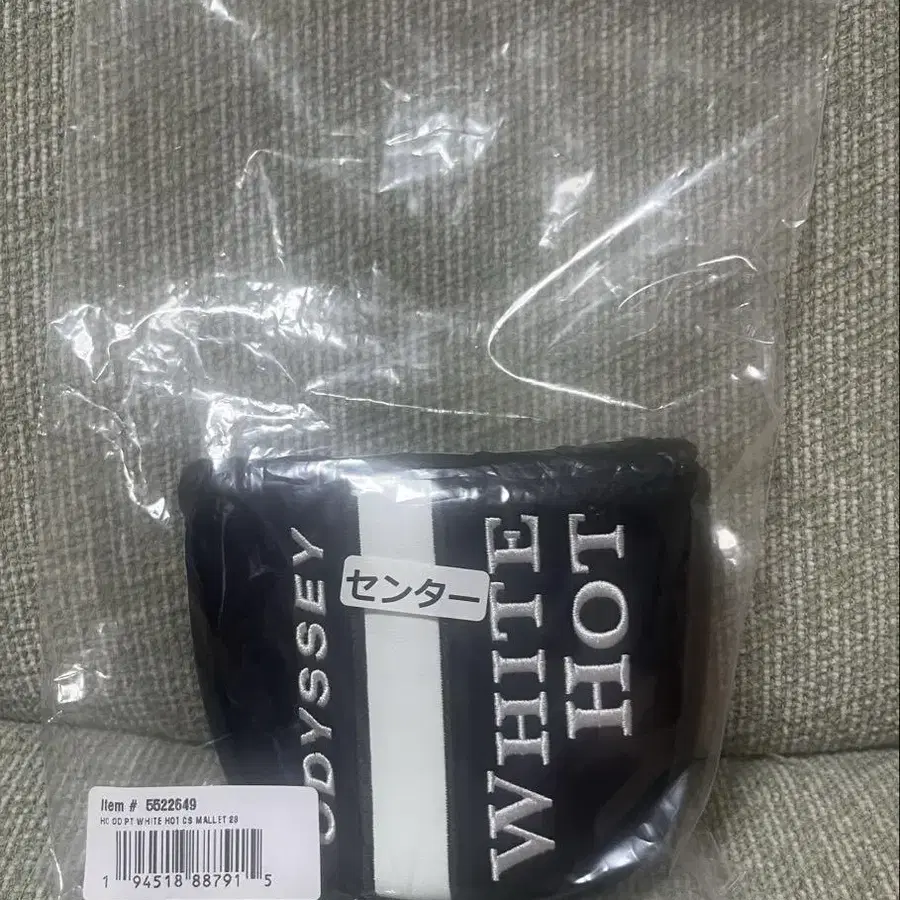 ODYSSEY
センター
WHITE
HOT
Item # 5522649
HC OD PT WHITE HOT CS MALLET 23
1 94518 88791 5